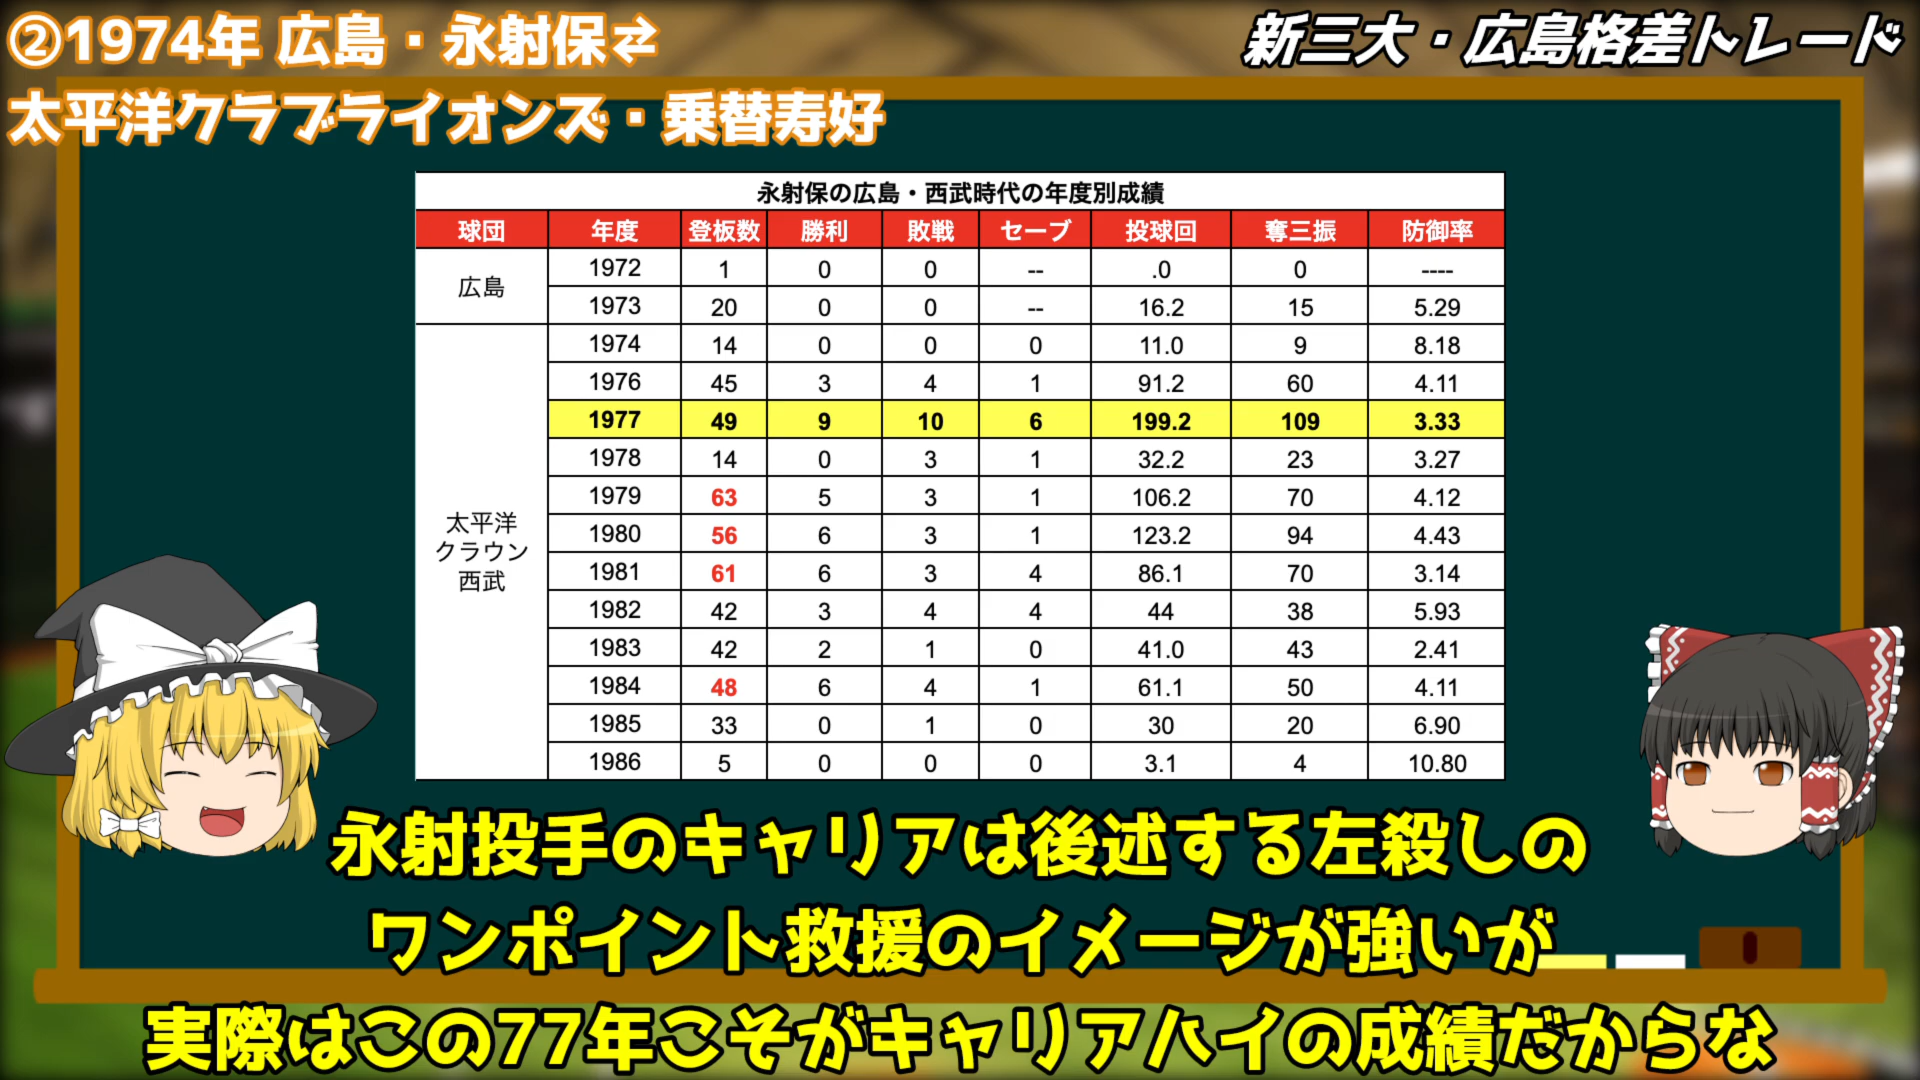 ②1974年 広島・永射保⇄
太平洋クラブライオンズ・乗替寿好
新三大・広島格差トレード
永射保の広島・西武時代の年度別成績
球団 年度 登板数 勝利 敗戦 セーブ 投球回 奪三振 防御率
広島
1972 1 0 0 -- .0 0 ----
1973 20 0 0 -- 16.2 15 5.29
太平洋
クラウン
西武
1974 14 0 0 0 11.0 9 8.18
1976 45 3 4 1 91.2 60 4.11
1977 49 9 10 6 199.2 109 3.33
1978 14 0 3 1 32.2 23 3.27
1979 63 5 3 1 106.2 70 4.12
1980 56 6 3 1 123.2 94 4.43
1981 61 6 3 4 86.1 70 3.14
1982 42 3 4 4 44 38 5.93
1983 42 2 1 0 41.0 43 2.41
1984 48 6 4 1 61.1 50 4.11
1985 33 0 1 0 30 20 6.90
1986 5 0 0 0 3.1 4 10.80
永射投手のキャリアは後述する左殺しの
ワンポイント救援のイメージが強いが
実際はこの77年こそがキャリアハイの成績だからな